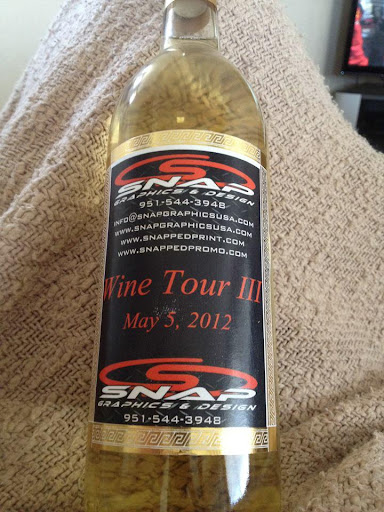 SNAP
GRAPHICS & DESIGN
951-544-3948
INFO@SNAPGRAPHICSUSA.COM
WWW.SNAPGRAPHICSUSA.COM
WWW.SNAPPEDPRINT.COM
WWW.SNAPPEDPROMO.COM
Wine Tour III
May 5, 2012
SNAP
GRAPHICS & DESIGN
951-544-3948